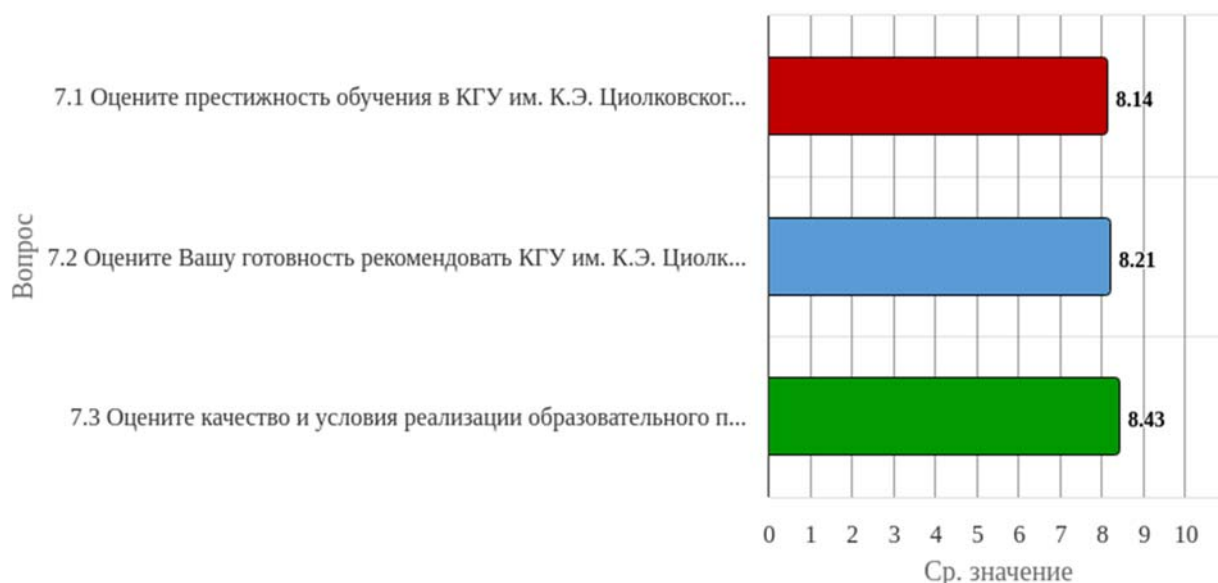 7.1 Оцените престижность обучения в КГУ им. К.Э. Циолковског...
8.14
Вопрос
7.2 Оцените Вашу готовность рекомендовать КГУ им. К.Э. Циолк...
8.21
7.3 Оцените качество и условия реализации образовательного п...
8.43
0 1 2 3 4 5 6 7 8 9 10
Ср. значение